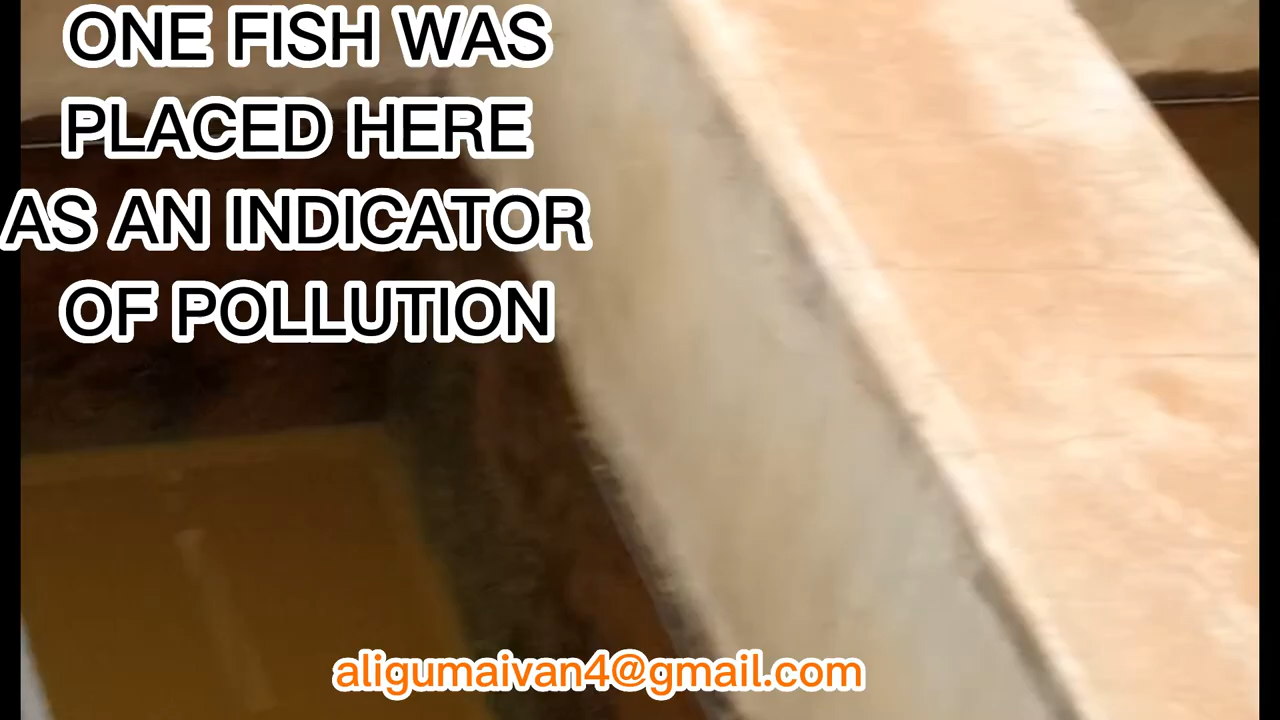 ONE FISH WAS
PLACED HERE
AS AN INDICATOR
OF POLLUTION
aligumaivan4@gmail.com